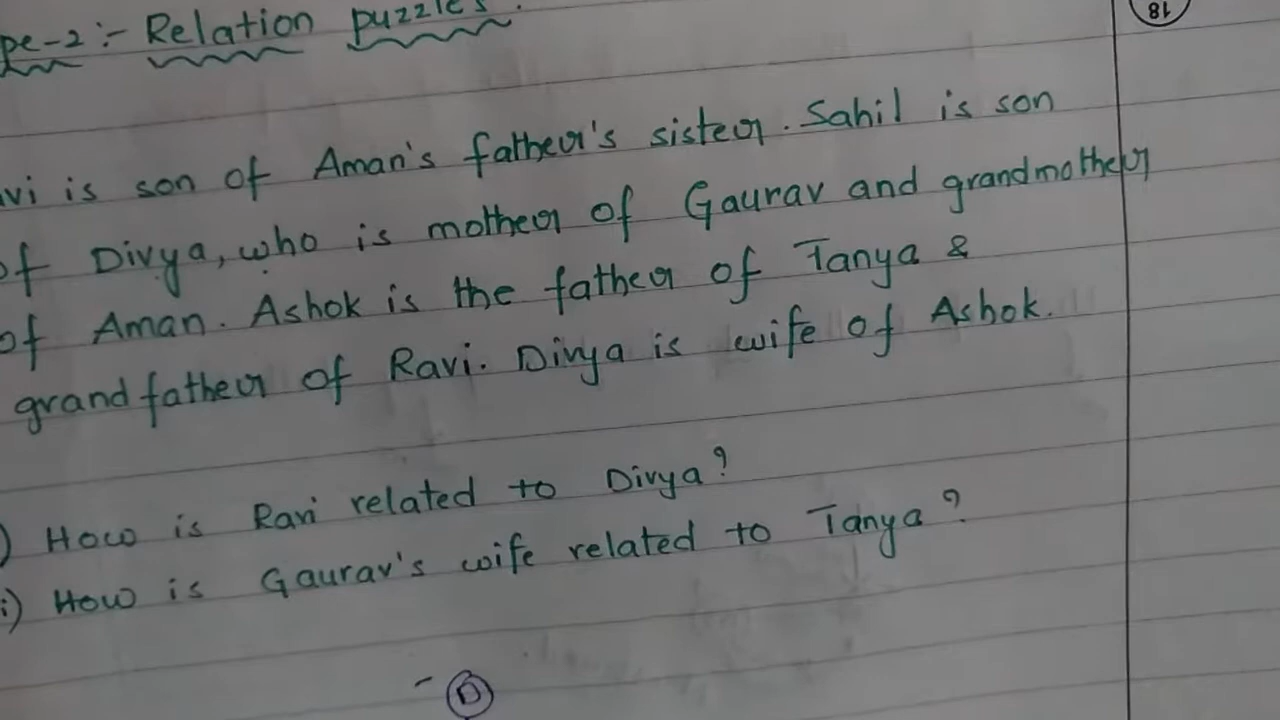 pe-2:- Relation puzzles.
18
vi is son of Aman's father's sister. Sahil is son
of Divya, who is mother of Gaurav and grandmother
of Aman. Ashok is the father of Tanya &
grandfather of Ravi. Divya is wife of Ashok.
) How is Ravi related to Divya?
i) How is Gaurav's wife related to Tanya?
- D